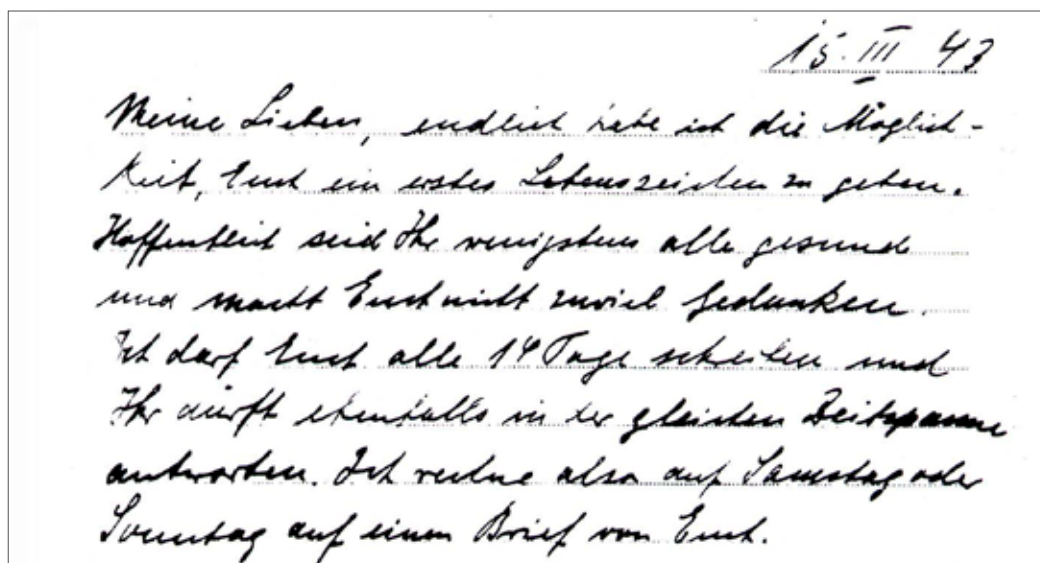 15. III 43
Meine Lieben, endlich habe ich die Möglich-
keit, Euch ein erstes Lebenszeichen zu geben.
Hoffentlich seid Ihr wenigstens alle gesund
und macht Euch nicht zuviel Gedanken.
Ich darf Euch alle 14 Tage schreiben und
Ihr dürft ebenfalls in der gleichen Zeitspanne
antworten. Ich rechne also auf Samstag oder
Sonntag auf einen Brief von Euch.